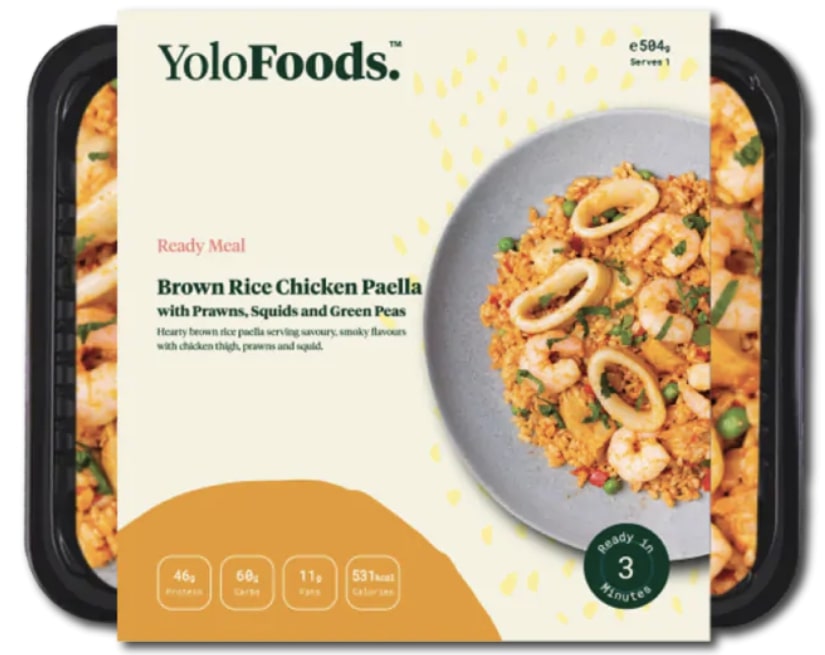 YoloFoods.™
℮504g
Serves 1
Ready Meal
Brown Rice Chicken Paella
with Prawns, Squids and Green Peas
Hearty brown rice paella serving savoury, smoky flavours
with chicken thigh, prawns and squid.
46g
Protein
60g
Carbs
11g
Fats
531kcal
Calories
Ready in
3
Minutes